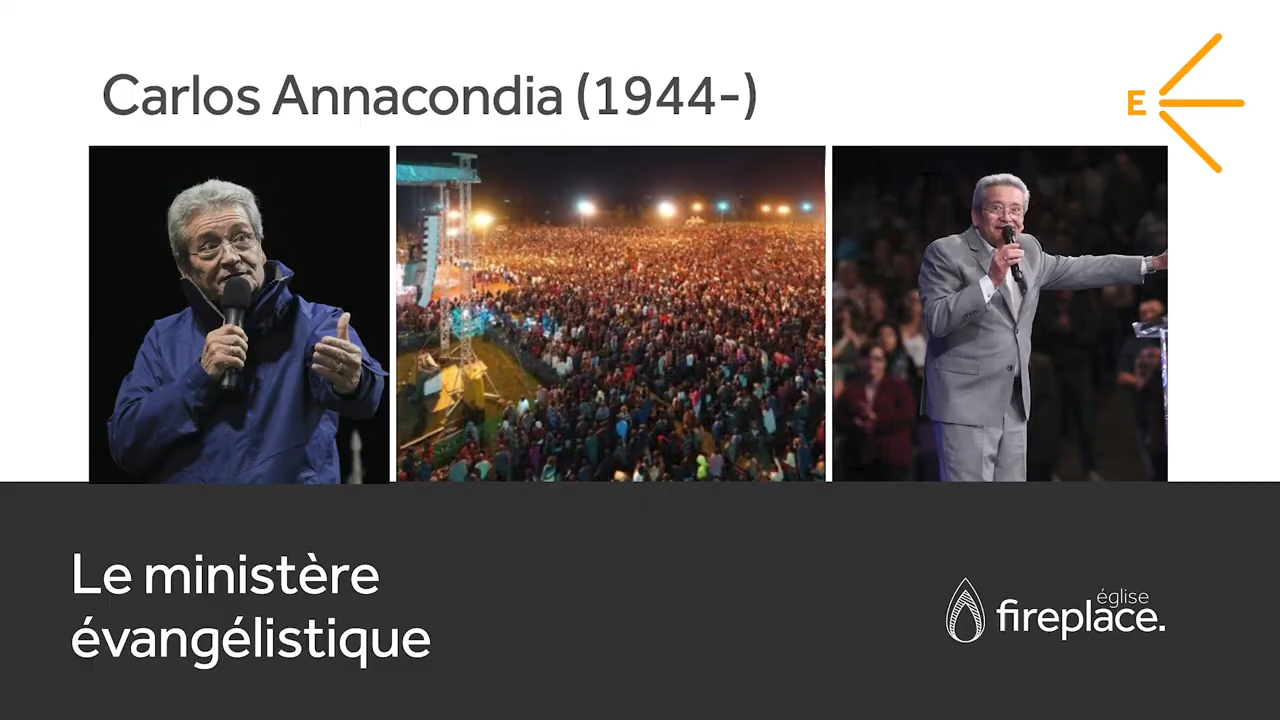 Carlos Annacondia (1944-)
E
Le ministère
évangélistique
église
fireplace.